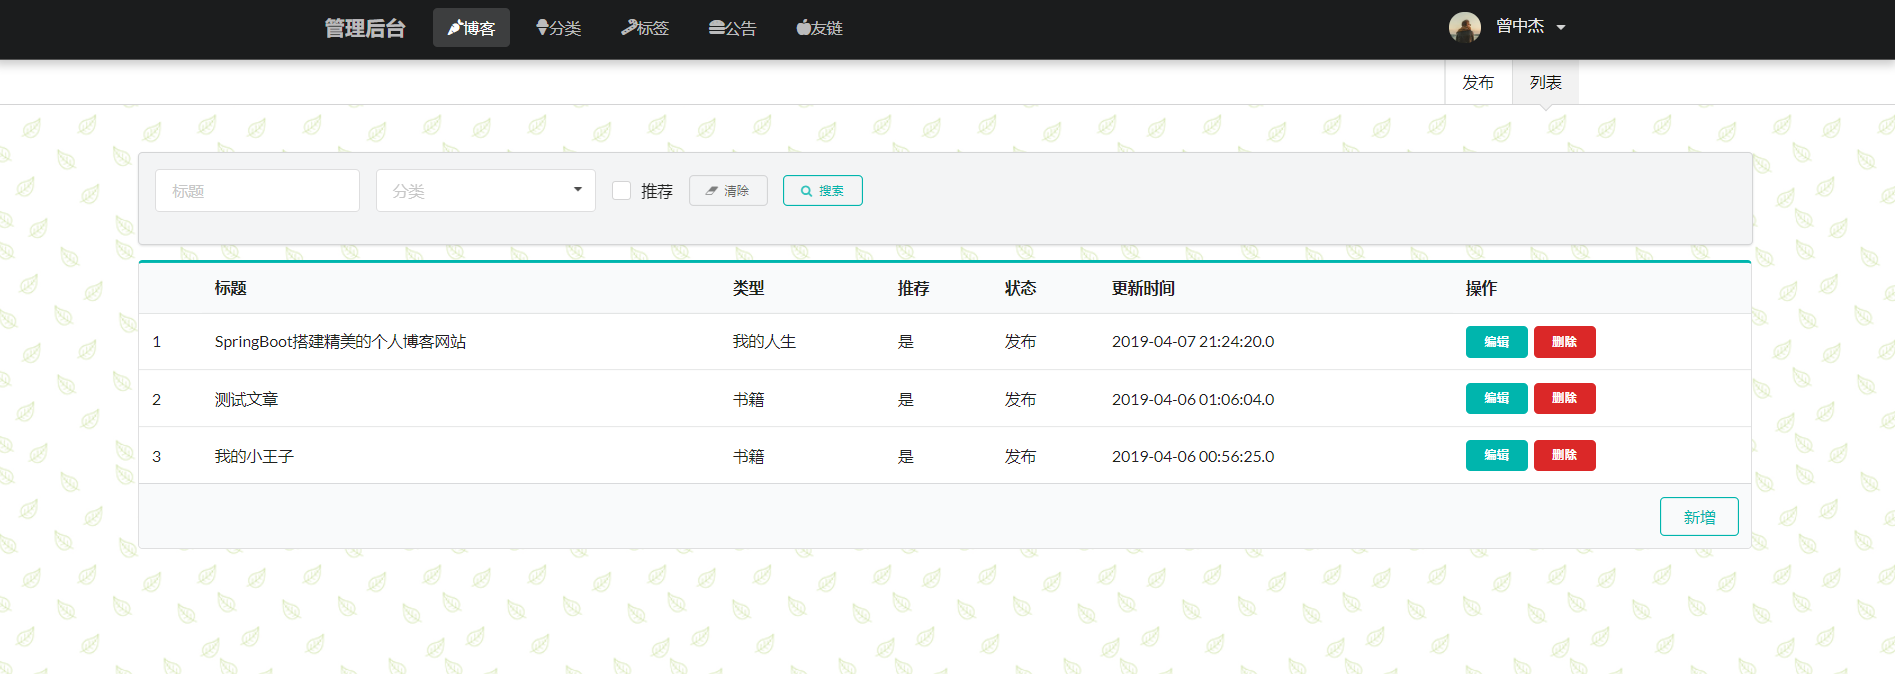 管理后台 博客 分类 标签 公告 友链 曾中杰
发布 列表
标题 分类 推荐 清除 搜索
标题 类型 推荐 状态 更新时间 操作
1 SpringBoot搭建精美的个人博客网站 我的人生 是 发布 2019-04-07 21:24:20.0 编辑 删除
2 测试文章 书籍 是 发布 2019-04-06 01:06:04.0 编辑 删除
3 我的小王子 书籍 是 发布 2019-04-06 00:56:25.0 编辑 删除
新增